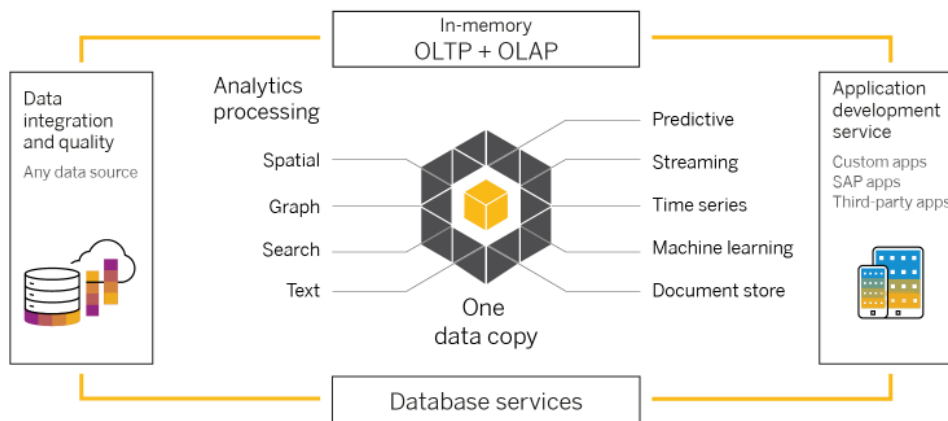 In-memory
OLTP + OLAP
Data
integration
and quality
Any data source
Analytics
processing
Spatial
Graph
Search
Text
Predictive
Streaming
Time series
Machine learning
Document store
One
data copy
Application
development
service
Custom apps
SAP apps
Third-party apps
Database services